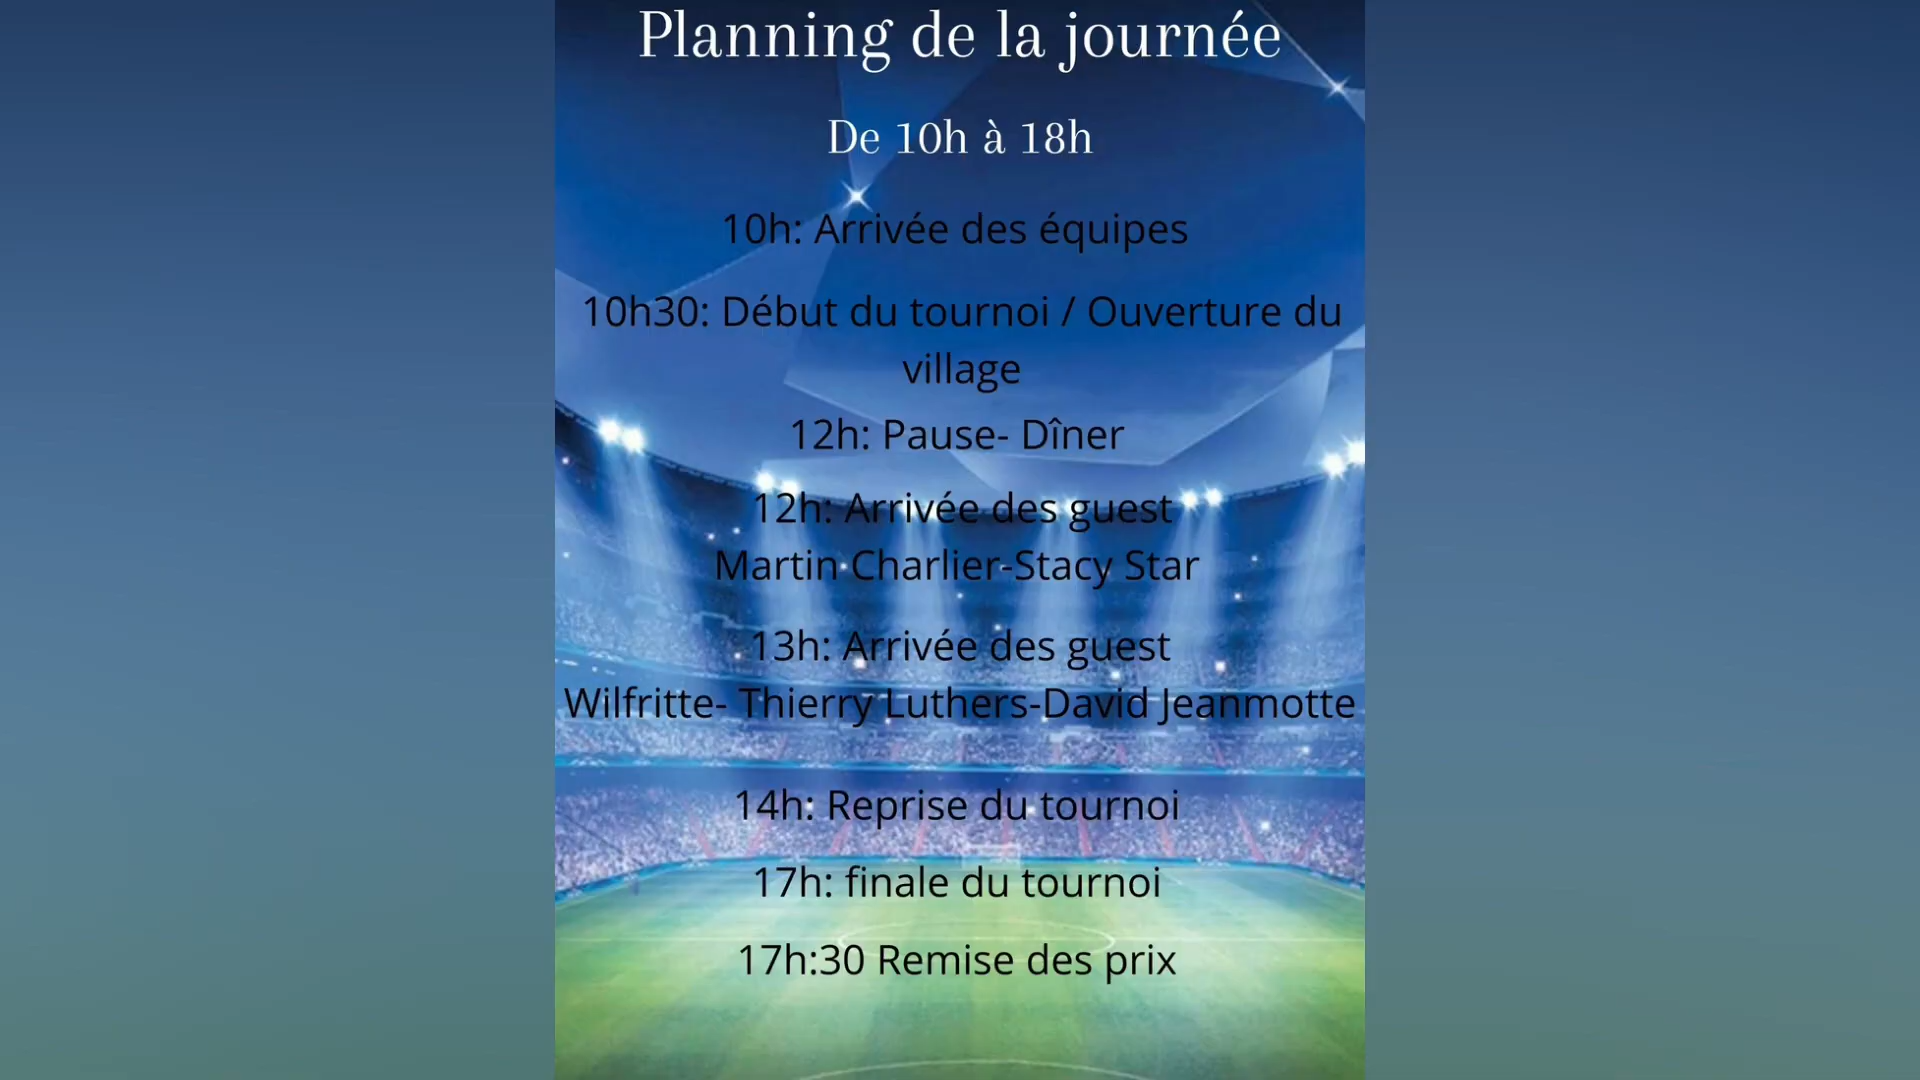 Planning de la journée
De 10h à 18h
10h: Arrivée des équipes
10h30: Début du tournoi / Ouverture du
village
12h: Pause- Dîner
12h: Arrivée des guest
Martin Charlier-Stacy Star
13h: Arrivée des guest
Wilfritte- Thierry Luthers-David Jeanmotte
14h: Reprise du tournoi
17h: finale du tournoi
17h:30 Remise des prix